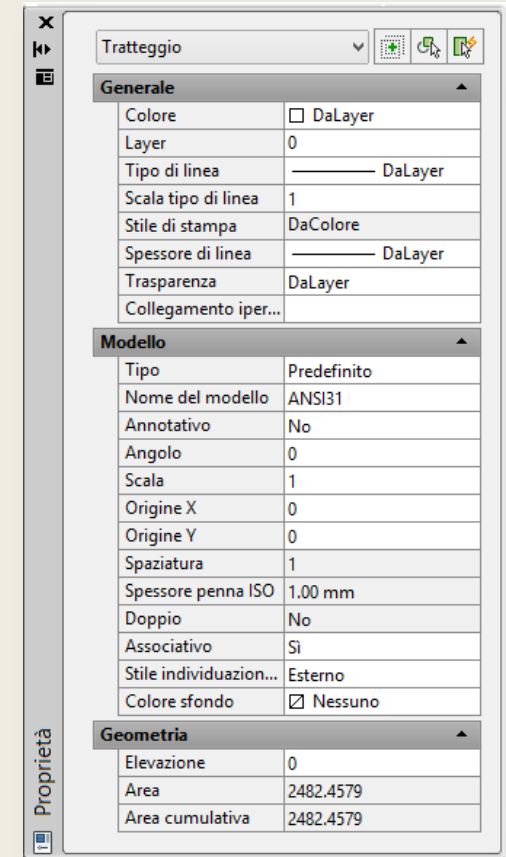 Tratteggio
Generale
Colore DaLayer
Layer 0
Tipo di linea DaLayer
Scala tipo di linea 1
Stile di stampa DaColore
Spessore di linea DaLayer
Trasparenza DaLayer
Collegamento iper...
Modello
Tipo Predefinito
Nome del modello ANSI31
Annotativo No
Angolo 0
Scala 1
Origine X 0
Origine Y 0
Spaziatura 1
Spessore penna ISO 1.00 mm
Doppio No
Associativo Sì
Stile individuazion... Esterno
Colore sfondo Nessuno
Geometria
Elevazione 0
Area 2482.4579
Area cumulativa 2482.4579
Proprietà